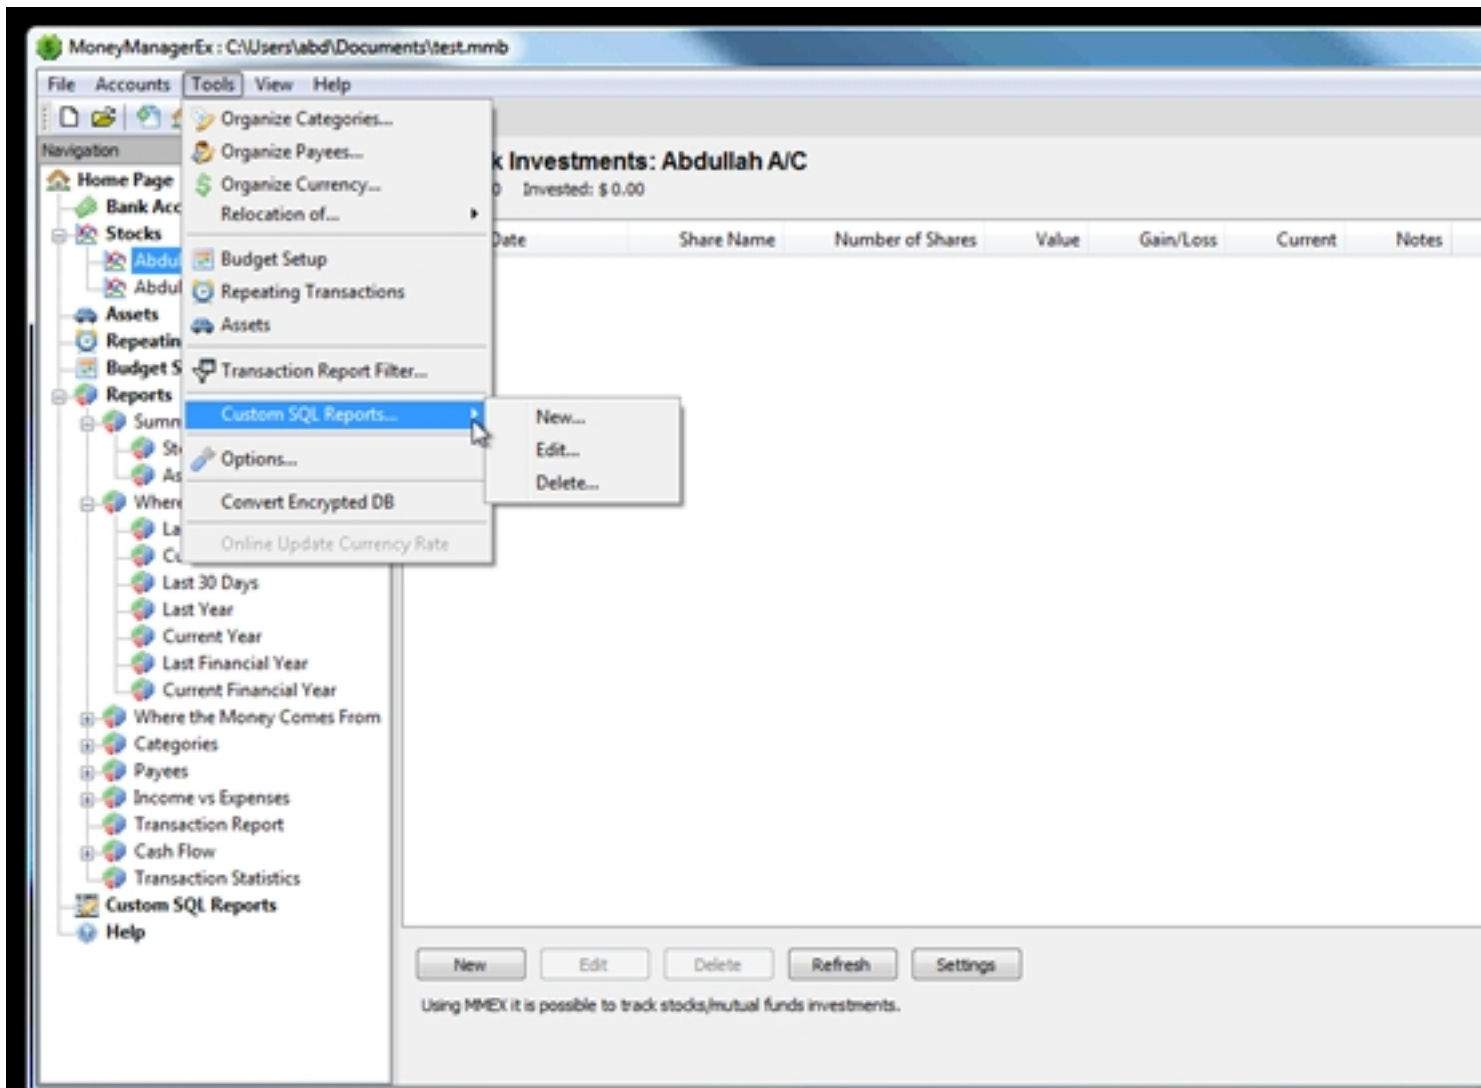 MoneyManagerEx : C:\Users\abd\Documents\test.mmb
File Accounts Tools View Help
Organize Categories...
Organize Payees...
Organize Currency...
Relocation of...
Budget Setup
Repeating Transactions
Assets
Transaction Report Filter...
Custom SQL Reports...
Options...
Convert Encrypted DB
Online Update Currency Rate
New...
Edit...
Delete...
Navigation
Home Page
Bank Acc
Stocks
Abdul
Abdul
Assets
Repeatin
Budget S
Reports
Summ
St
As
Where
La
Cu
Last 30 Days
Last Year
Current Year
Last Financial Year
Current Financial Year
Where the Money Comes From
Categories
Payees
Income vs Expenses
Transaction Report
Cash Flow
Transaction Statistics
Custom SQL Reports
Help
k Investments: Abdullah A/C
0 Invested: $ 0.00
Date Share Name Number of Shares Value Gain/Loss Current Notes
New Edit Delete Refresh Settings
Using MMEX it is possible to track stocks/mutual funds investments.